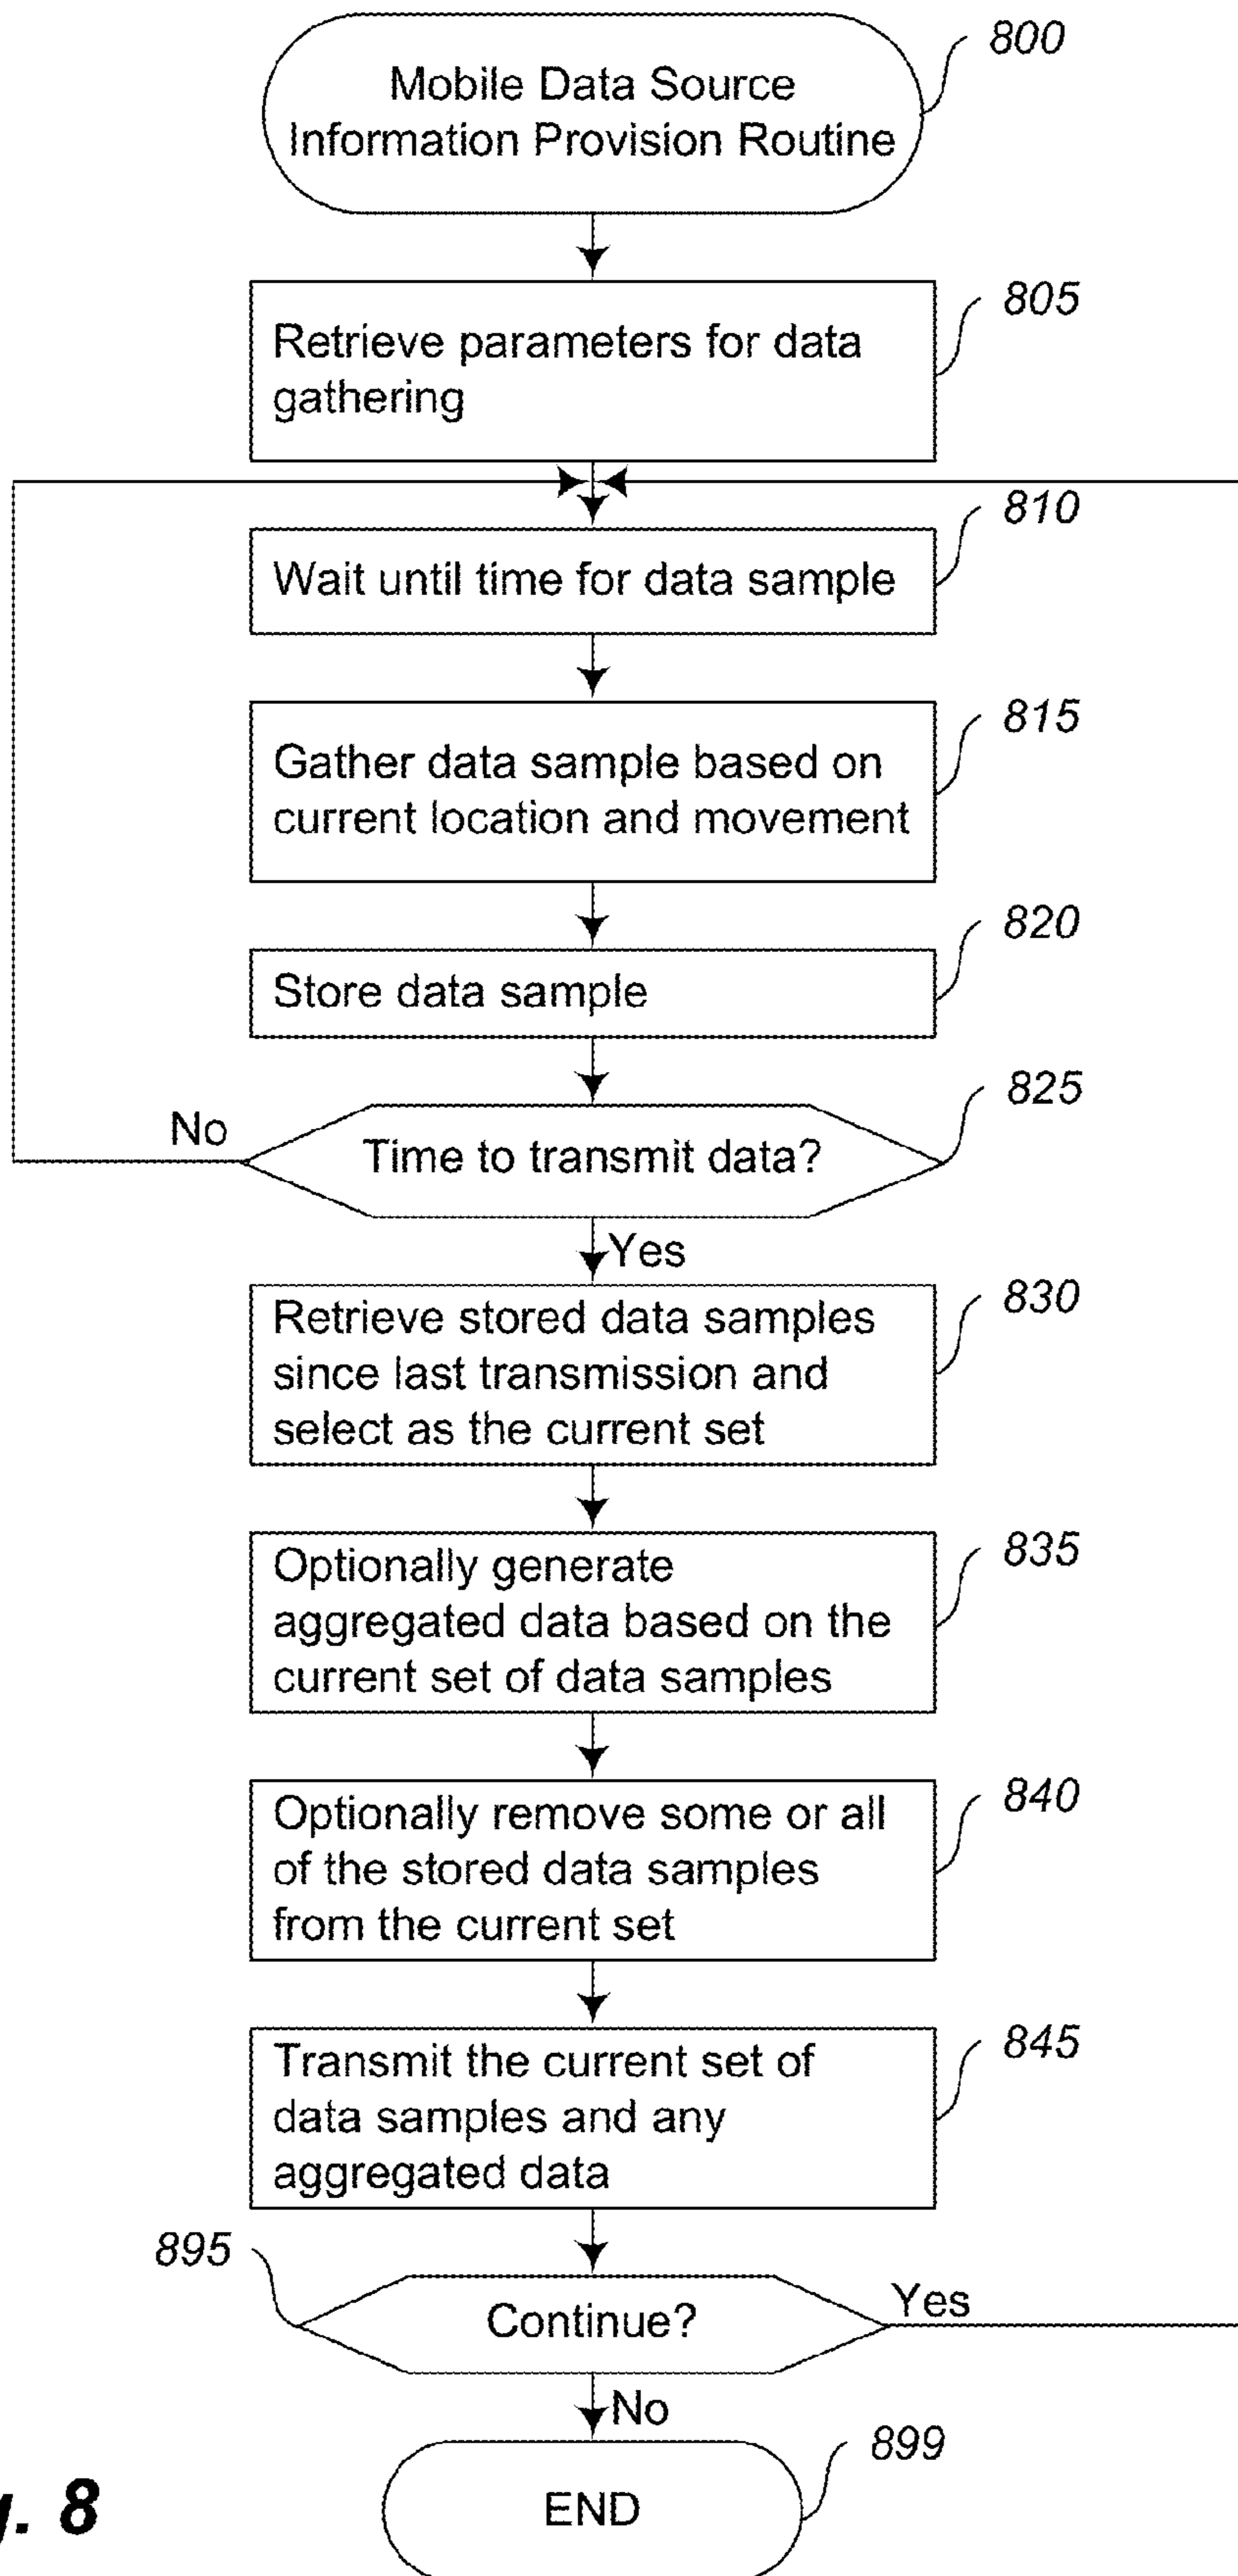 800
Mobile Data Source
Information Provision Routine
805
Retrieve parameters for data
gathering
810
Wait until time for data sample
815
Gather data sample based on
current location and movement
820
Store data sample
825
No
Time to transmit data?
Yes
830
Retrieve stored data samples
since last transmission and
select as the current set
835
Optionally generate
aggregated data based on the
current set of data samples
840
Optionally remove some or all
of the stored data samples
from the current set
845
Transmit the current set of
data samples and any
aggregated data
895
Continue?
Yes
No
899
END
8